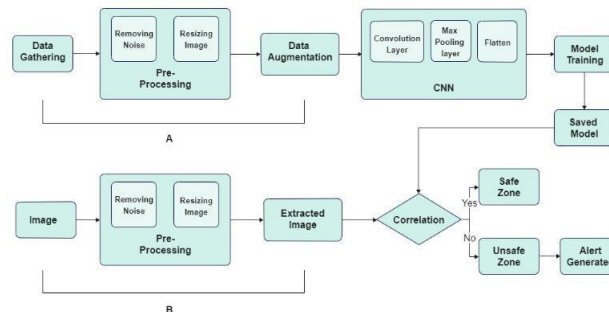 Data
Gathering
Removing
Noise
Resizing
Image
Pre-
Processing
Data
Augmentation
Convolution
Layer
Max
Pooling
layer
Flatten
CNN
Model
Training
A
Saved
Model
Image
Removing
Noise
Resizing
Image
Pre-
Processing
Extracted
Image
Correlation
Yes
Safe
Zone
No
Unsafe
Zone
Alert
Generated
B